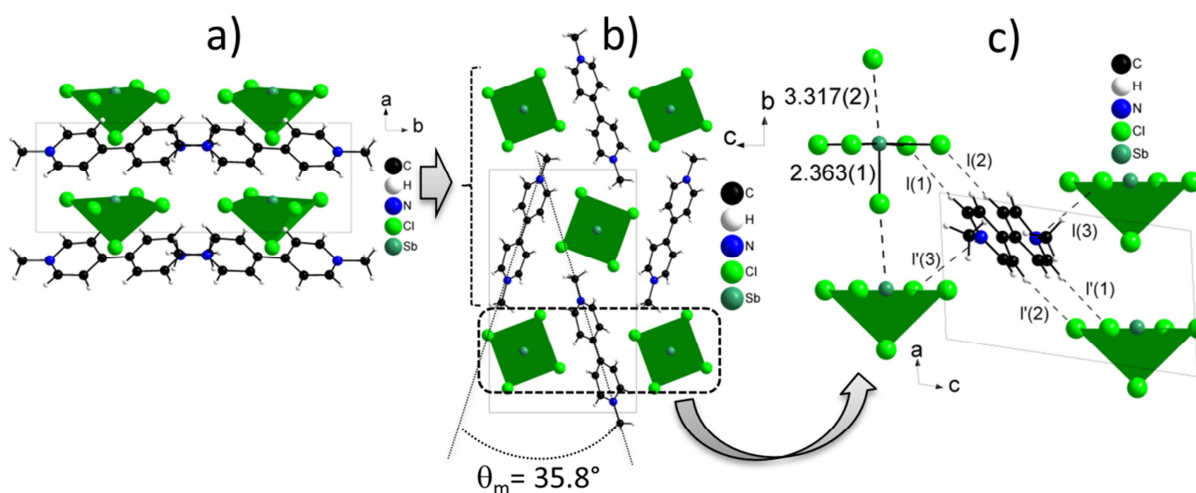 a)
a
b
C
H
N
Cl
Sb
b)
b
c
C
H
N
Cl
Sb
θm= 35.8°
c)
3.317(2)
2.363(1)
l(1)
l(2)
l(3)
l'(3)
l'(1)
l'(2)
C
H
N
Cl
Sb
a
c